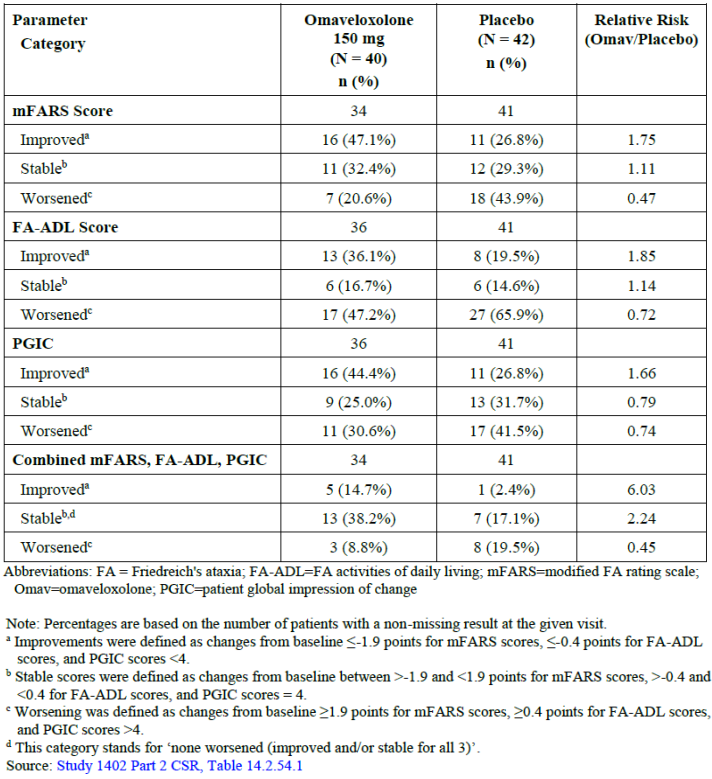 Parameter Omaveloxolone Placebo Relative Risk
Category 150 mg (N = 42) (Omav/Placebo)
(N = 40) n (%)
n (%)
mFARS Score 34 41
Improvedᵃ 16 (47.1%) 11 (26.8%) 1.75
Stableᵇ 11 (32.4%) 12 (29.3%) 1.11
Worsenedᶜ 7 (20.6%) 18 (43.9%) 0.47
FA-ADL Score 36 41
Improvedᵃ 13 (36.1%) 8 (19.5%) 1.85
Stableᵇ 6 (16.7%) 6 (14.6%) 1.14
Worsenedᶜ 17 (47.2%) 27 (65.9%) 0.72
PGIC 36 41
Improvedᵃ 16 (44.4%) 11 (26.8%) 1.66
Stableᵇ 9 (25.0%) 13 (31.7%) 0.79
Worsenedᶜ 11 (30.6%) 17 (41.5%) 0.74
Combined mFARS, FA-ADL, PGIC 34 41
Improvedᵃ 5 (14.7%) 1 (2.4%) 6.03
Stableᵇ,ᵈ 13 (38.2%) 7 (17.1%) 2.24
Worsenedᶜ 3 (8.8%) 8 (19.5%) 0.45
Abbreviations: FA = Friedreich's ataxia; FA-ADL=FA activities of daily living; mFARS=modified FA rating scale;
Omav=omaveloxolone; PGIC=patient global impression of change
Note: Percentages are based on the number of patients with a non-missing result at the given visit.
ᵃ Improvements were defined as changes from baseline ≤-1.9 points for mFARS scores, ≤-0.4 points for FA-ADL
scores, and PGIC scores <4.
ᵇ Stable scores were defined as changes from baseline between >-1.9 and <1.9 points for mFARS scores, >-0.4 and
<0.4 for FA-ADL scores, and PGIC scores = 4.
ᶜ Worsening was defined as changes from baseline ≥1.9 points for mFARS scores, ≥0.4 points for FA-ADL scores,
and PGIC scores >4.
ᵈ This category stands for ‘none worsened (improved and/or stable for all 3)’.
Source: Study 1402 Part 2 CSR, Table 14.2.54.1